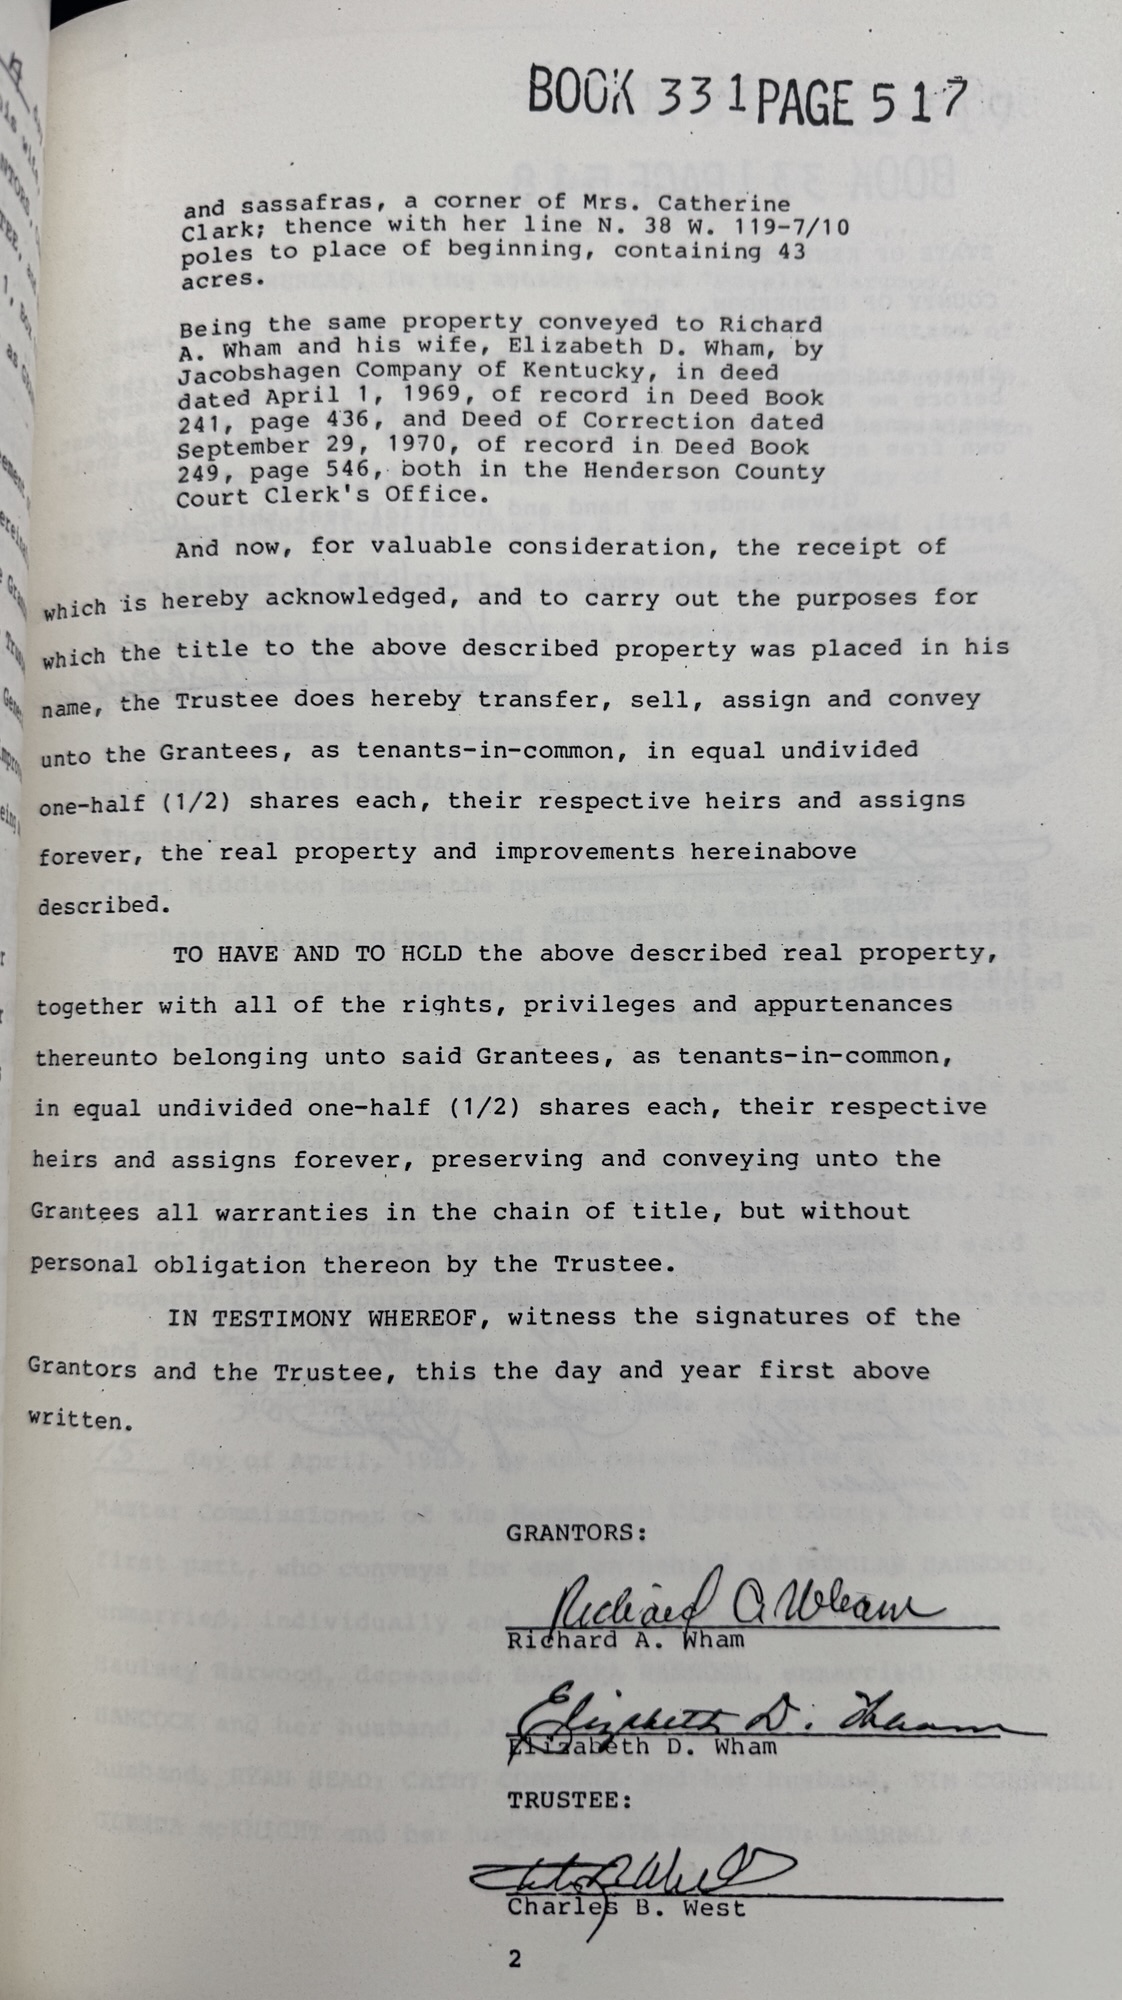 BOOK 331 PAGE 517
and sassafras, a corner of Mrs. Catherine
Clark; thence with her line N. 38 W. 119-7/10
poles to place of beginning, containing 43
acres.
Being the same property conveyed to Richard
A. Wham and his wife, Elizabeth D. Wham, by
Jacobshagen Company of Kentucky, in deed
dated April 1, 1969, of record in Deed Book
241, page 436, and Deed of Correction dated
September 29, 1970, of record in Deed Book
249, page 546, both in the Henderson County
Court Clerk's Office.
And now, for valuable consideration, the receipt of
which is hereby acknowledged, and to carry out the purposes for
which the title to the above described property was placed in his
name, the Trustee does hereby transfer, sell, assign and convey
unto the Grantees, as tenants-in-common, in equal undivided
one-half (1/2) shares each, their respective heirs and assigns
forever, the real property and improvements hereinabove
described.
TO HAVE AND TO HOLD the above described real property,
together with all of the rights, privileges and appurtenances
thereunto belonging unto said Grantees, as tenants-in-common,
in equal undivided one-half (1/2) shares each, their respective
heirs and assigns forever, preserving and conveying unto the
Grantees all warranties in the chain of title, but without
personal obligation thereon by the Trustee.
IN TESTIMONY WHEREOF, witness the signatures of the
Grantors and the Trustee, this the day and year first above
written.
GRANTORS:
Richard A. Wham
Richard A. Wham
Elizabeth D. Wham
Elizabeth D. Wham
TRUSTEE:
Charles B. West
2